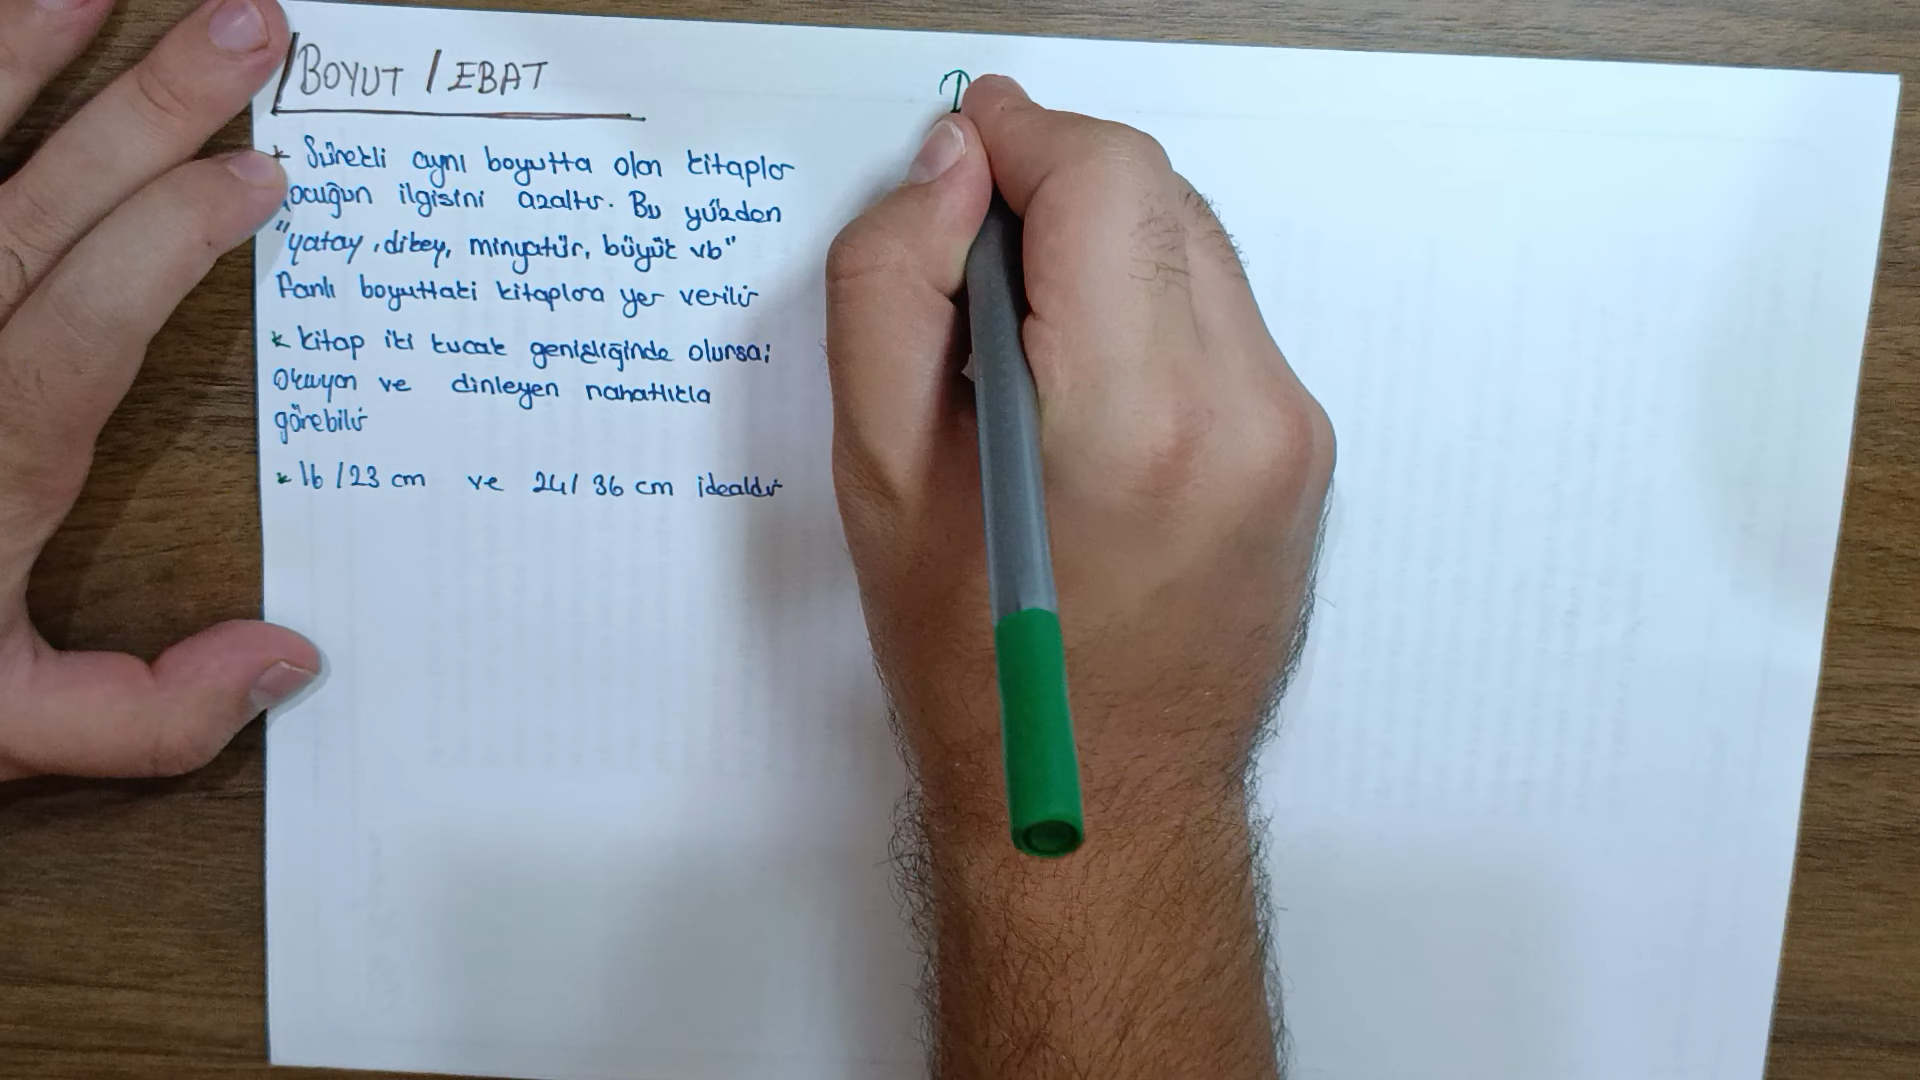 BOYUT / EBAT
* Sürekli aynı boyutta olan kitaplar
çocuğun ilgisini azaltır. Bu yüzden
"yatay, dikey, minyatür, büyük vb"
farklı boyuttaki kitaplara yer verilir
* kitap iki kucak genişliğinde olursa;
Okuyan ve dinleyen rahatlıkla
görebilir
* 16 / 23 cm ve 24 / 36 cm idealdir